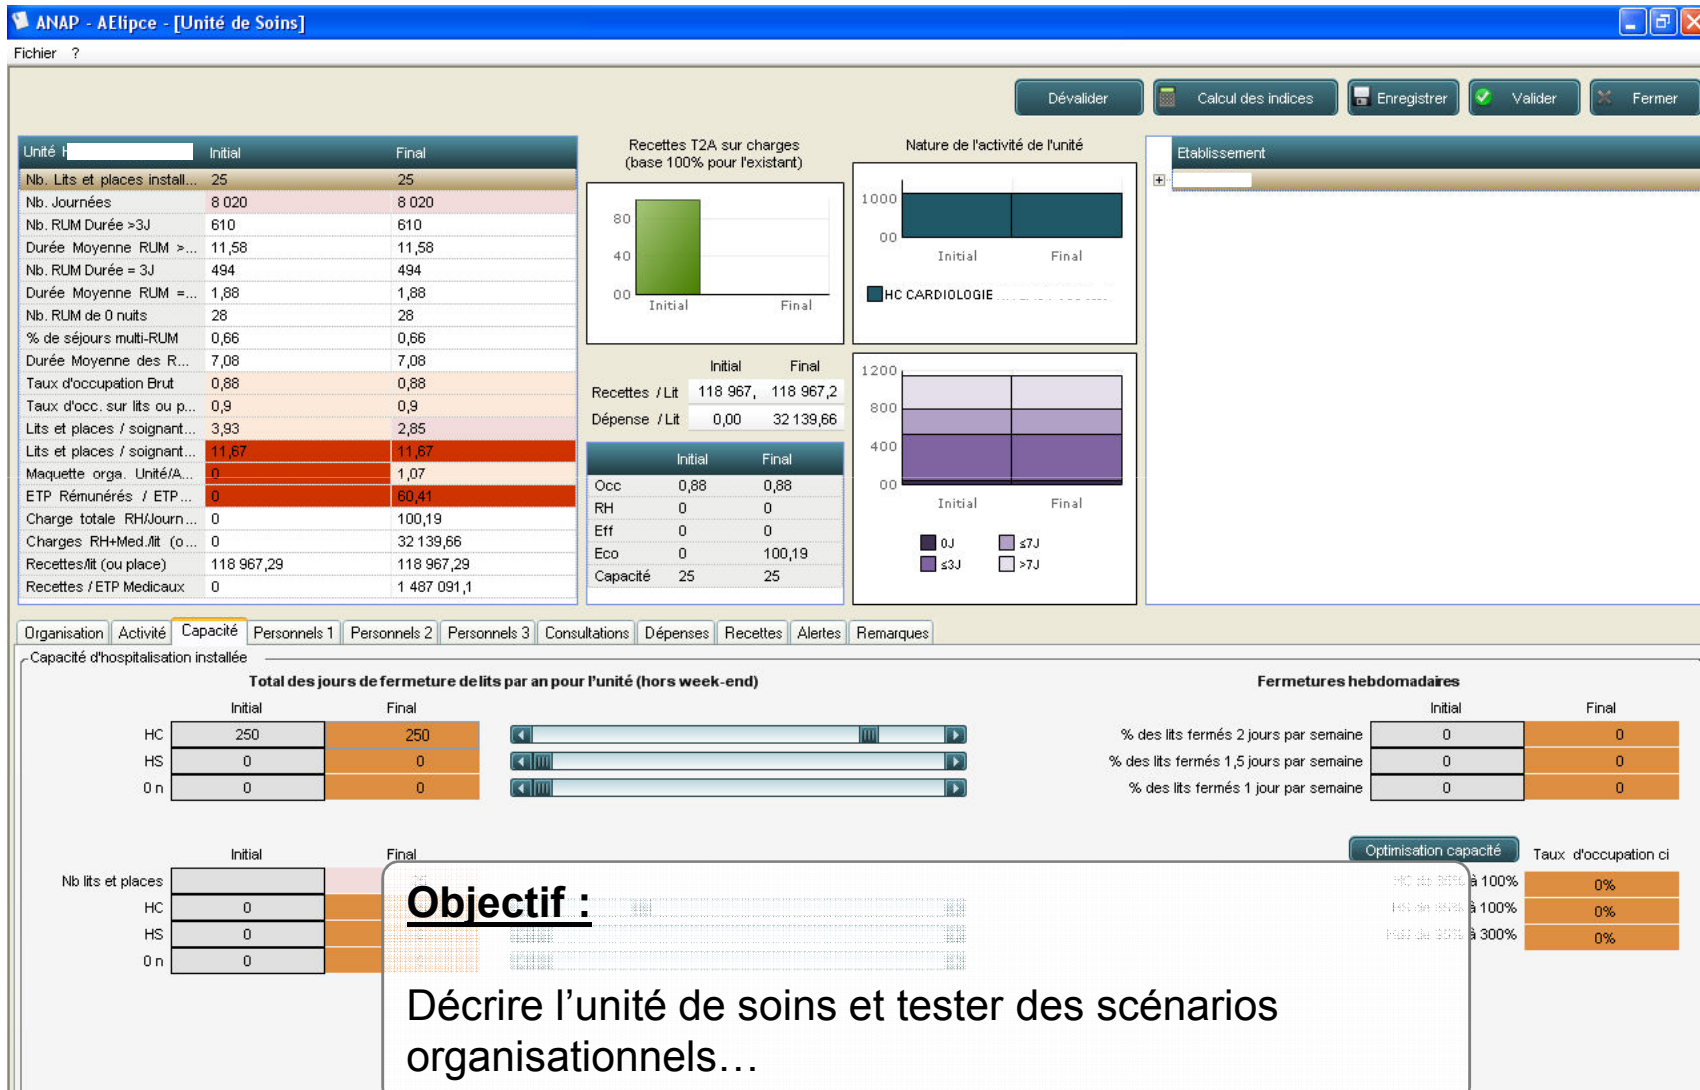 ANAP - AElipce - [Unité de Soins]
Fichier ?
Dévalider Calcul des indices Enregistrer Valider Fermer
Unité Initial Final
Nb. Lits et places install... 25 25
Nb. Journées 8 020 8 020
Nb. RUM Durée >3J 610 610
Durée Moyenne RUM >... 11,58 11,58
Nb. RUM Durée = 3J 494 494
Durée Moyenne RUM =... 1,88 1,88
Nb. RUM de 0 nuits 28 28
% de séjours multi-RUM 0,66 0,66
Durée Moyenne des R... 7,08 7,08
Taux d'occupation Brut 0,88 0,88
Taux d'occ. sur lits ou p... 0,9 0,9
Lits et places / soignant... 3,93 2,85
Lits et places / soignant... 11,67 11,67
Maquette orga. Unité/A... 0 1,07
ETP Rémunérés / ETP... 0 60,41
Charge totale RH/Journ... 0 100,19
Charges RH+Med./lit (o... 0 32 139,66
Recettes/lit (ou place) 118 967,29 118 967,29
Recettes / ETP Medicaux 0 1 487 091,1
Recettes T2A sur charges
(base 100% pour l'existant)
80
40
00
Initial Final
Initial Final
Recettes / Lit 118 967, 118 967,2
Dépense / Lit 0,00 32 139,66
Initial Final
Occ 0,88 0,88
RH 0 0
Eff 0 0
Eco 0 100,19
Capacité 25 25
Nature de l'activité de l'unité
1000
00
Initial Final
HC CARDIOLOGIE
1200
800
400
00
Initial Final
0J ≤7J
≤3J >7J
Etablissement
Organisation Activité Capacité Personnels 1 Personnels 2 Personnels 3 Consultations Dépenses Recettes Alertes Remarques
Capacité d'hospitalisation installée
Total des jours de fermeture de lits par an pour l'unité (hors week-end)
Initial Final
HC 250 250
HS 0 0
0 n 0 0
Fermetures hebdomadaires
Initial Final
% des lits fermés 2 jours par semaine 0 0
% des lits fermés 1,5 jours par semaine 0 0
% des lits fermés 1 jour par semaine 0 0
Initial Final
Nb lits et places
HC 0
HS 0
0 n 0
Optimisation capacité Taux d'occupation ci
à 100% 0%
à 100% 0%
à 300% 0%
Objectif :
Décrire l'unité de soins et tester des scénarios
organisationnels…